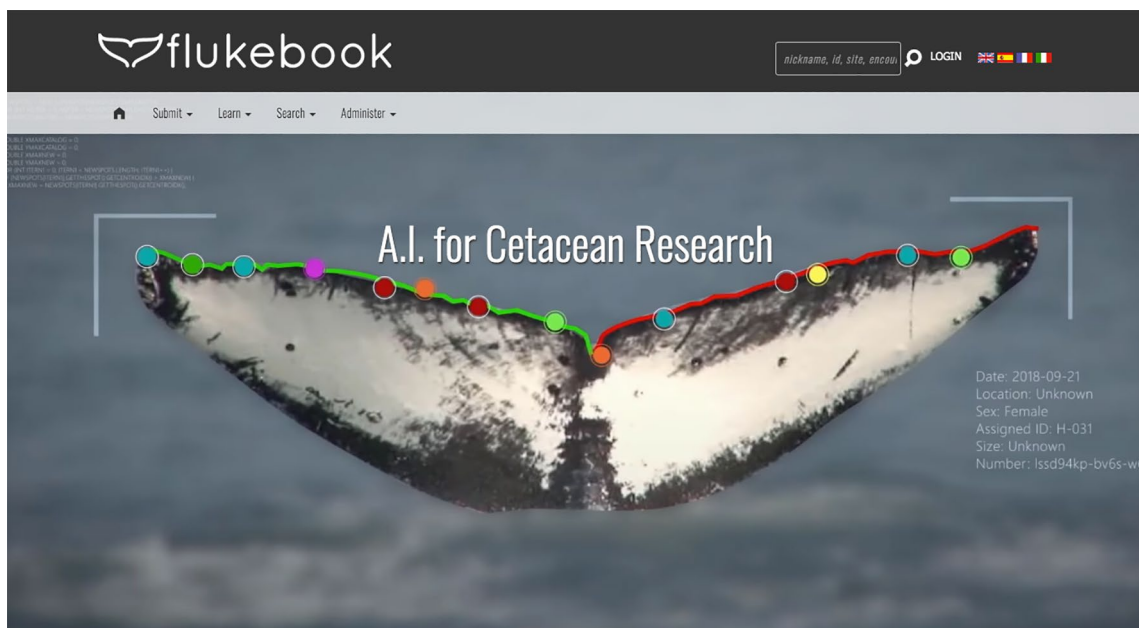 flukebook
nickname, id, site, encou
LOGIN
Submit
Learn
Search
Administer
A.I. for Cetacean Research
Date: 2018-09-21
Location: Unknown
Sex: Female
Assigned ID: H-031
Size: Unknown
Number: lssd94kp-bv6s-w